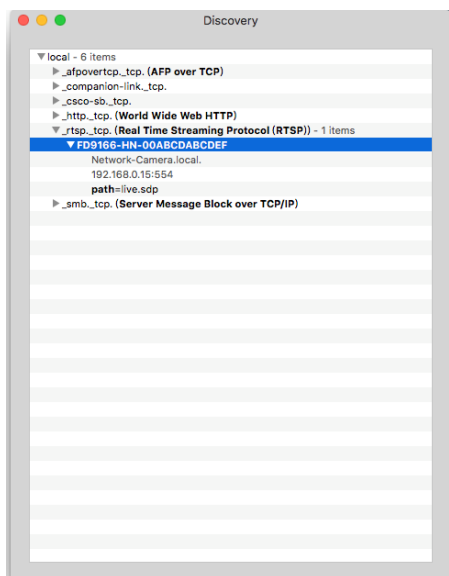 Discovery
local - 6 items
_afpovertcp._tcp. (AFP over TCP)
_companion-link._tcp.
_csco-sb._tcp.
_http._tcp. (World Wide Web HTTP)
_rtsp._tcp. (Real Time Streaming Protocol (RTSP)) - 1 items
FD9166-HN-00ABCDABCDEF
Network-Camera.local.
192.168.0.15:554
path=live.sdp
_smb._tcp. (Server Message Block over TCP/IP)